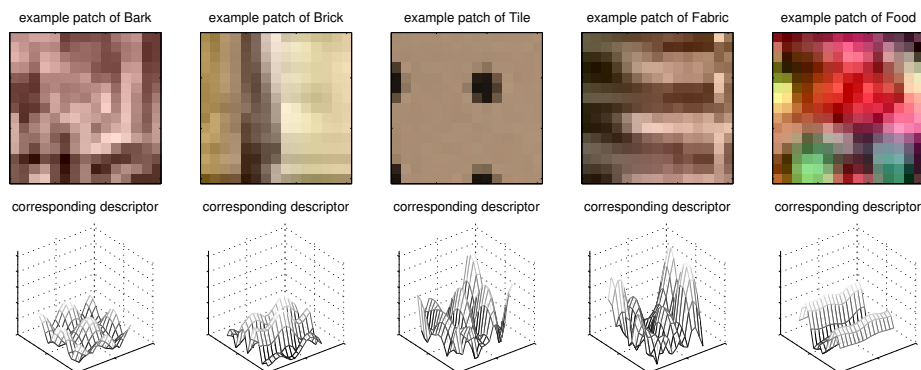 example patch of Bark
example patch of Brick
example patch of Tile
example patch of Fabric
example patch of Food
corresponding descriptor
corresponding descriptor
corresponding descriptor
corresponding descriptor
corresponding descriptor